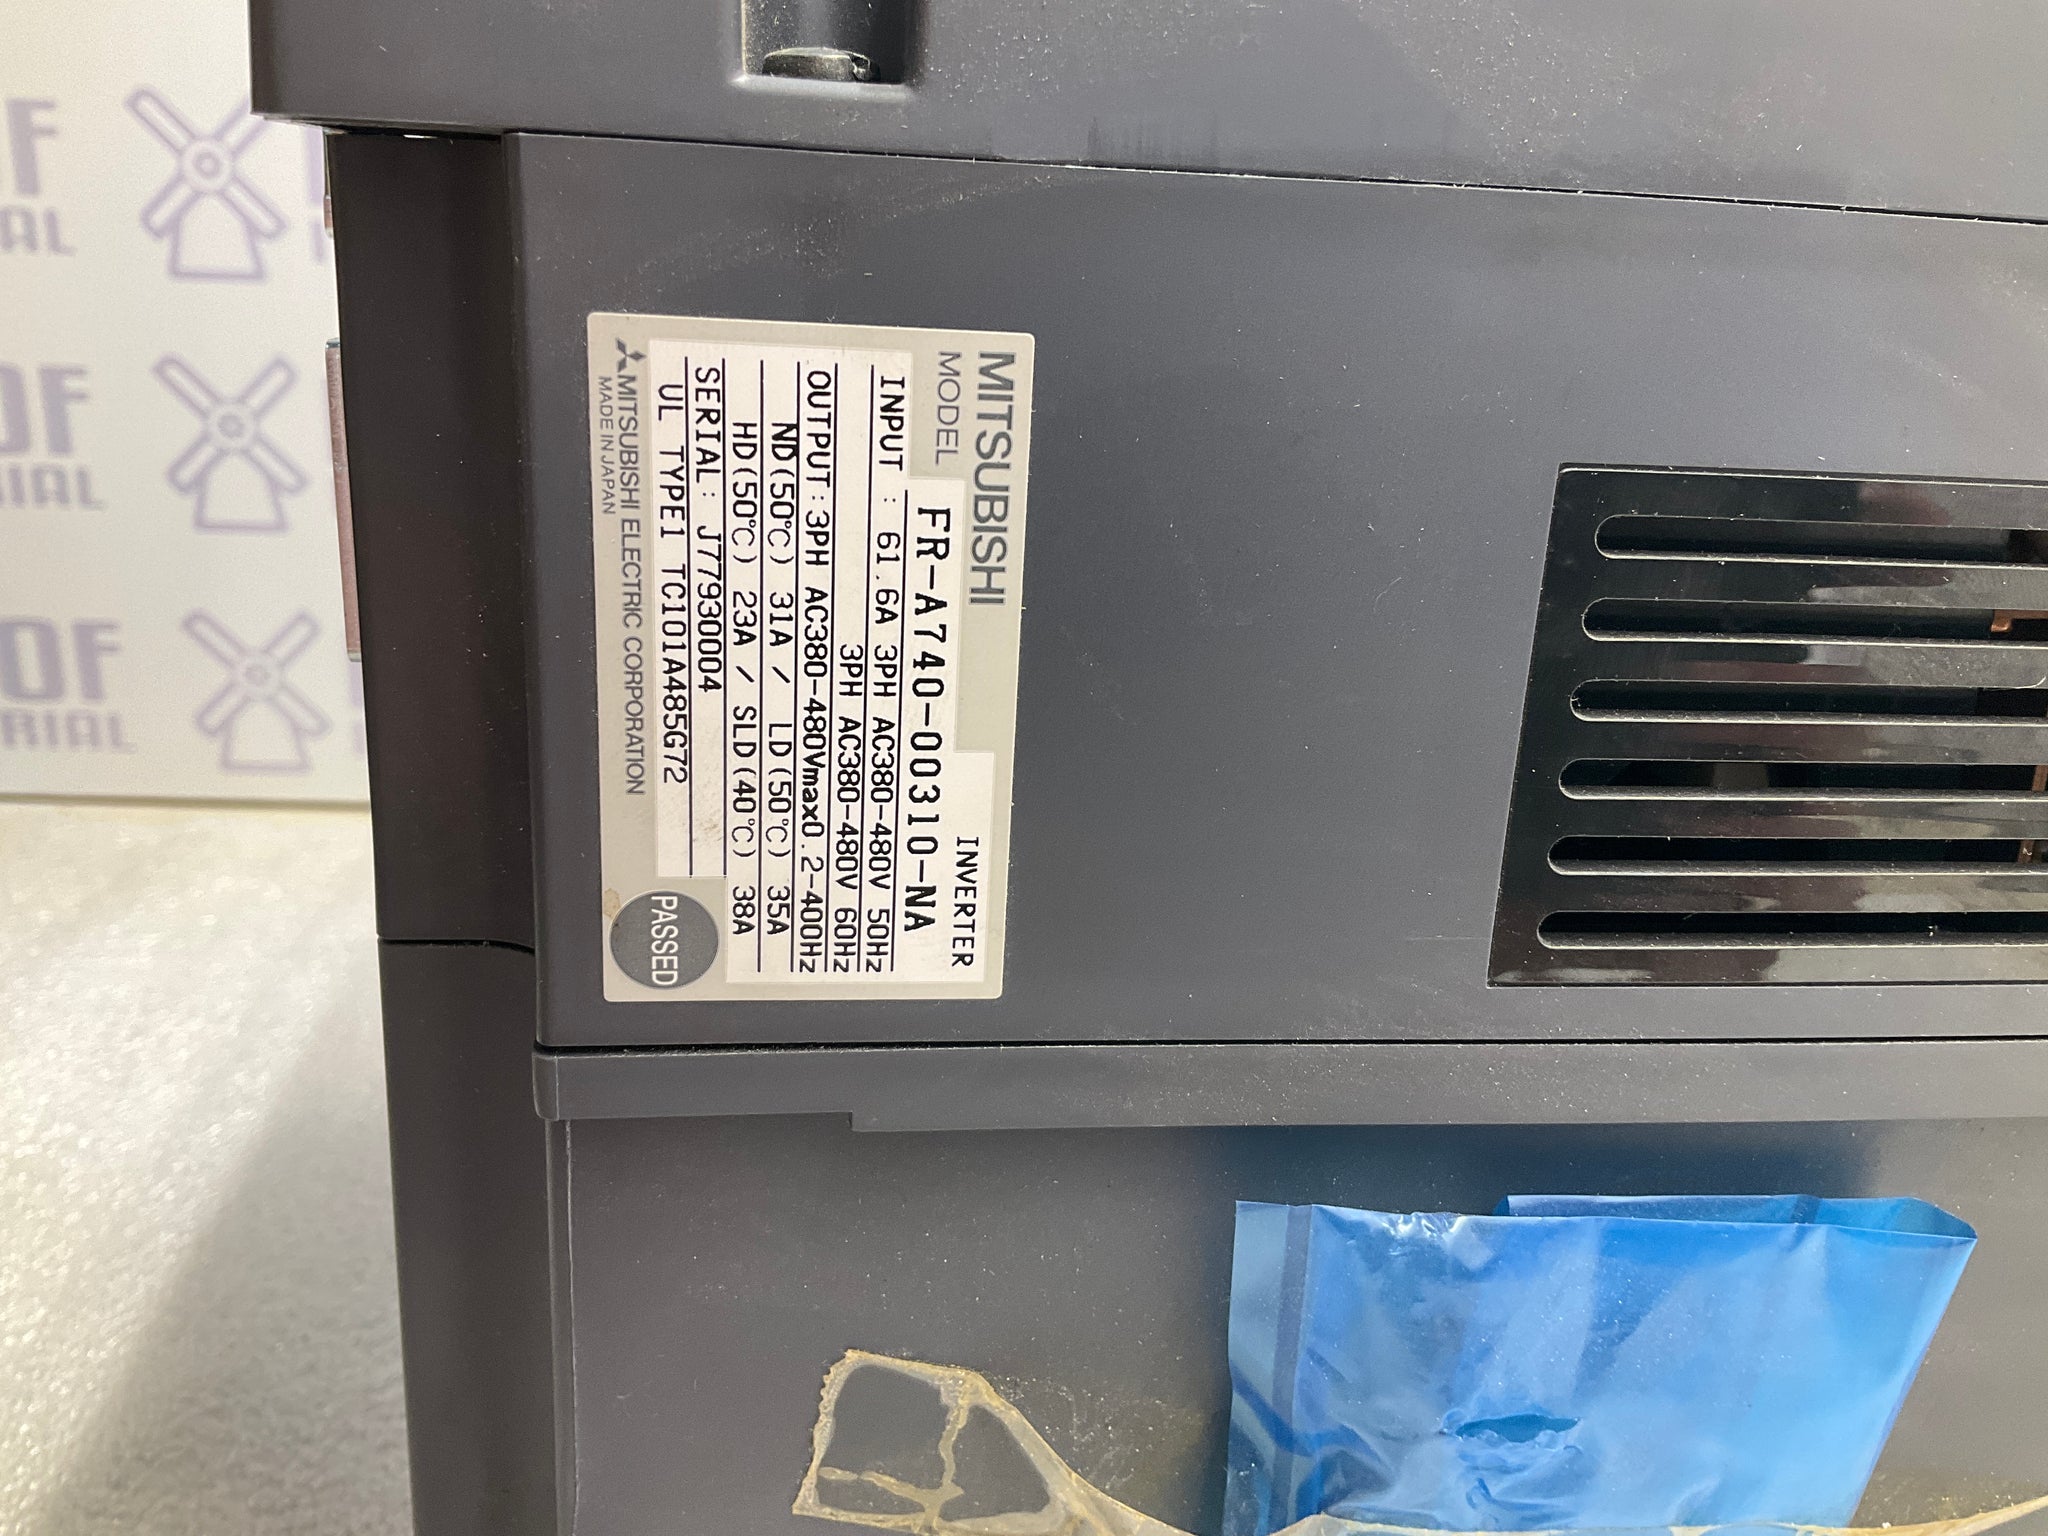 MITSUBISHI
INVERTER
MODEL FR-A740-00310-NA
INPUT : 61.6A 3PH AC380-480V 50Hz
3PH AC380-480V 60Hz
OUTPUT:3PH AC380-480Vmax0.2-400Hz
ND(50℃) 31A / LD(50℃) 35A
HD(50℃) 23A / SLD(40℃) 38A
SERIAL: J77930004
UL TYPE1 TC101A485G72
PASSED
MITSUBISHI ELECTRIC CORPORATION
MADE IN JAPAN